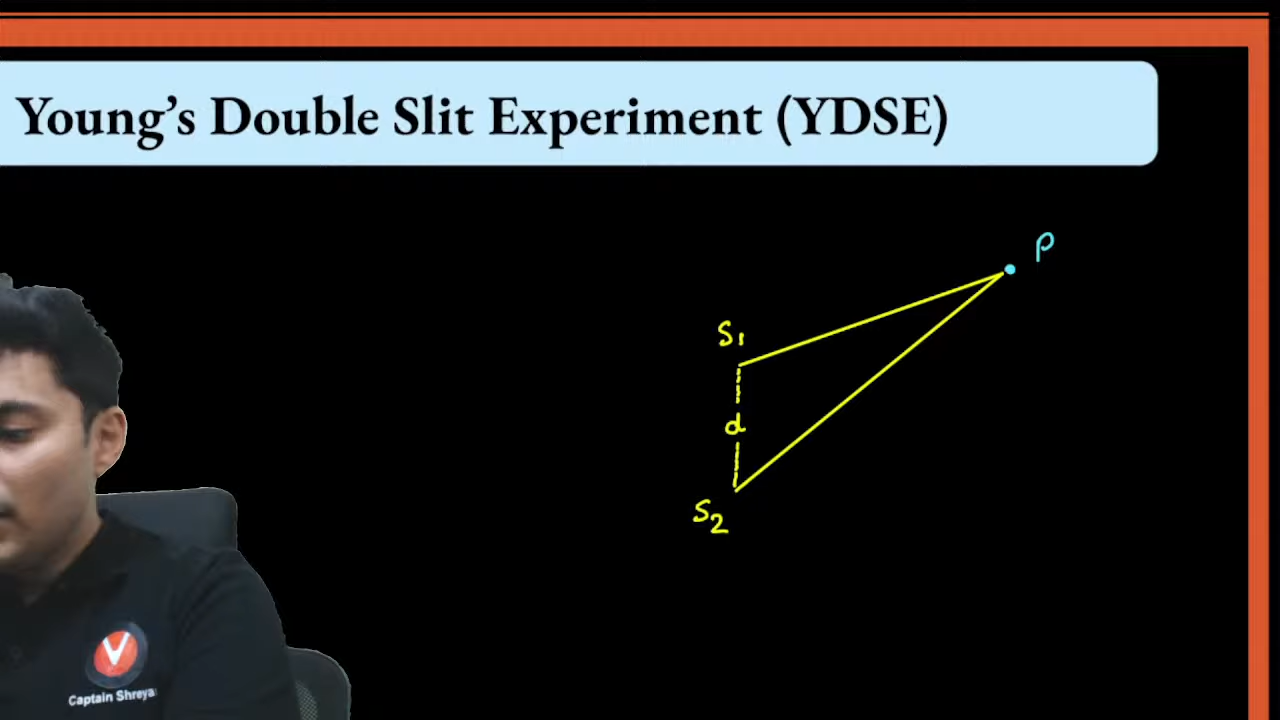 Young’s Double Slit Experiment (YDSE)
P
S1
d
S2
V
Captain Shreya